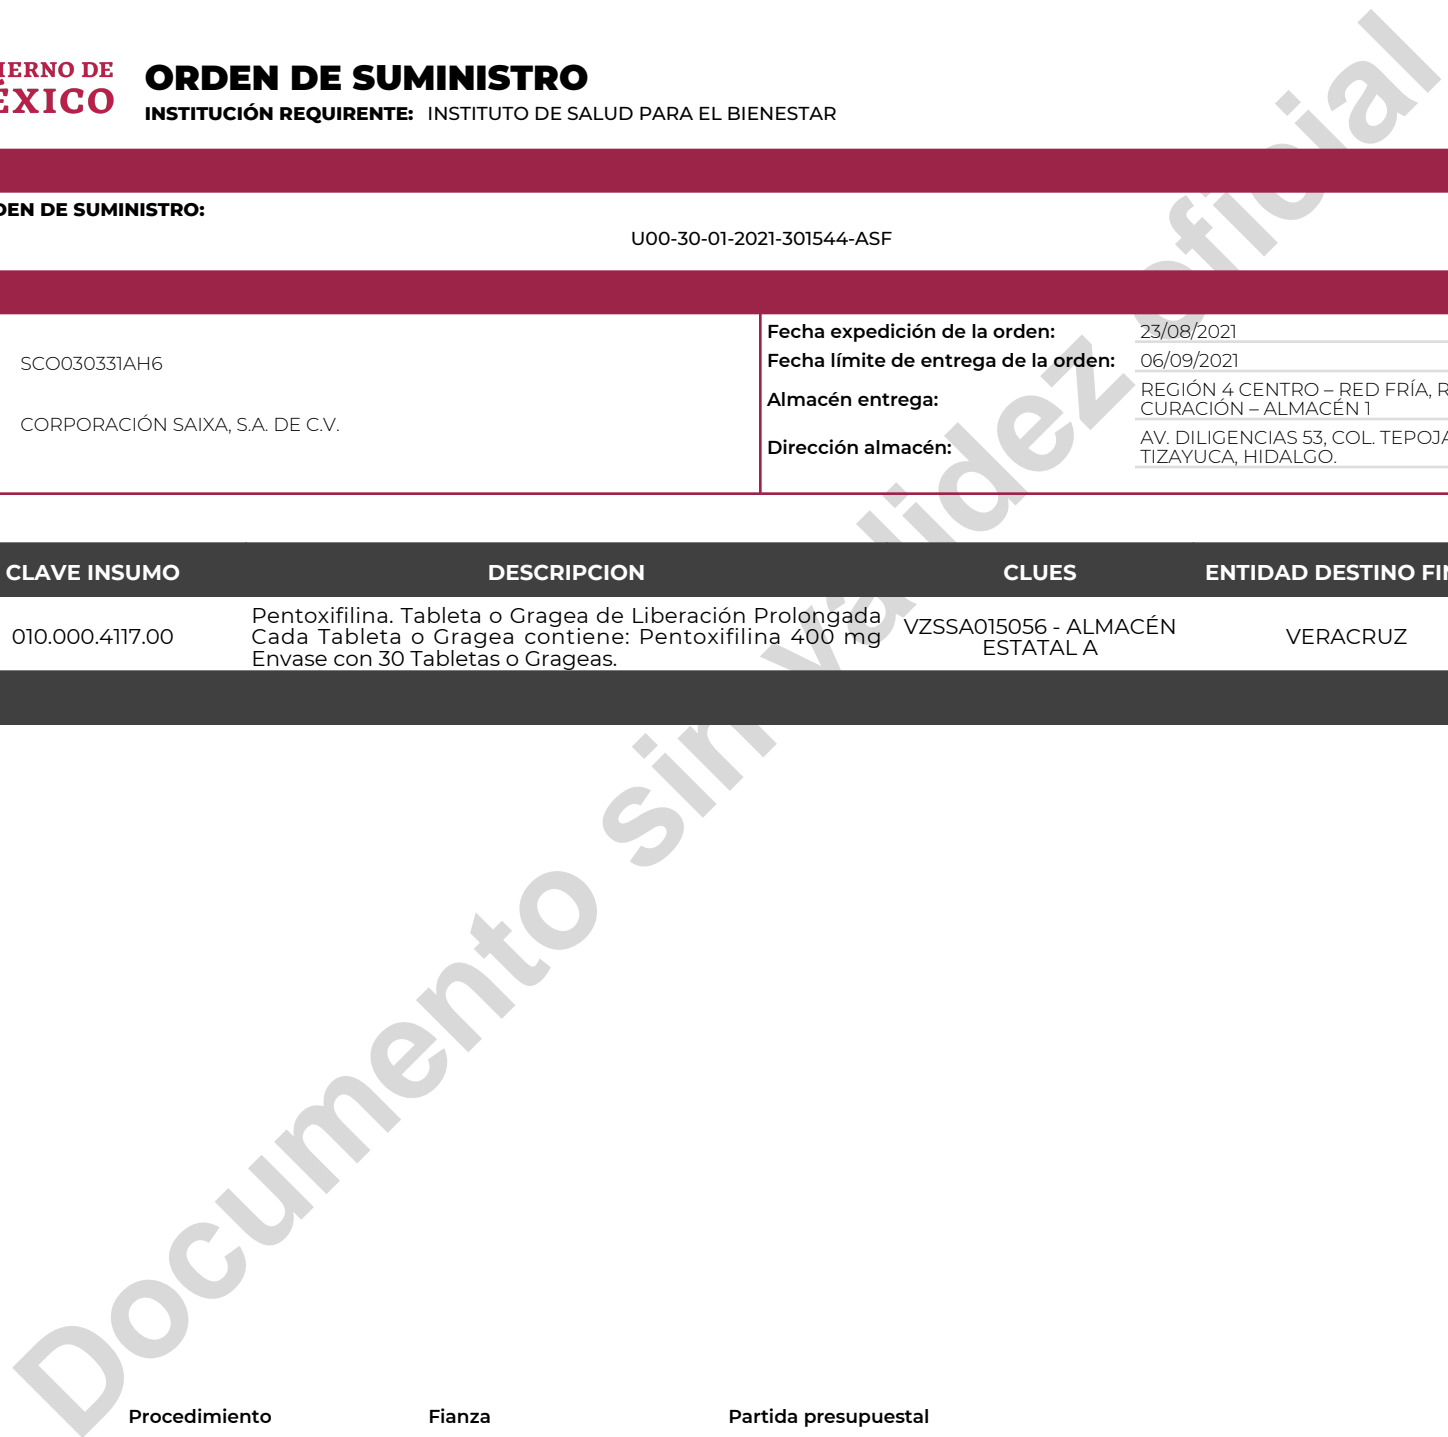 IERNO DE
ÉXICO
ORDEN DE SUMINISTRO
INSTITUCIÓN REQUIRENTE: INSTITUTO DE SALUD PARA EL BIENESTAR
DEN DE SUMINISTRO:
U00-30-01-2021-301544-ASF
SCO030331AH6
CORPORACIÓN SAIXA, S.A. DE C.V.
Fecha expedición de la orden: 23/08/2021
Fecha límite de entrega de la orden: 06/09/2021
Almacén entrega: REGIÓN 4 CENTRO – RED FRÍA, R
CURACIÓN – ALMACÉN 1
Dirección almacén: AV. DILIGENCIAS 53, COL. TEPOJA
TIZAYUCA, HIDALGO.
CLAVE INSUMO DESCRIPCION CLUES ENTIDAD DESTINO FIN
010.000.4117.00
Pentoxifilina. Tableta o Gragea de Liberación Prolongada
Cada Tableta o Gragea contiene: Pentoxifilina 400 mg
Envase con 30 Tabletas o Grageas.
VZSSA015056 - ALMACÉN
ESTATAL A
VERACRUZ
Documento sin validez oficial
Procedimiento Fianza Partida presupuestal